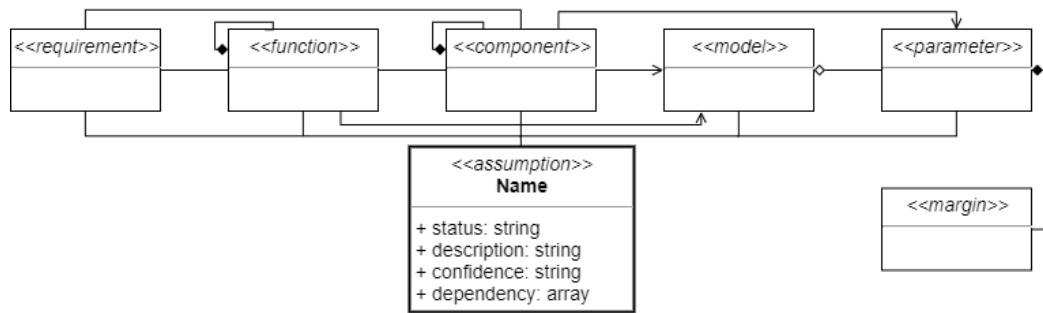 <<requirement>>
<<function>>
<<component>>
<<model>>
<<parameter>>
<<assumption>>
Name
+ status: string
+ description: string
+ confidence: string
+ dependency: array
<<margin>>